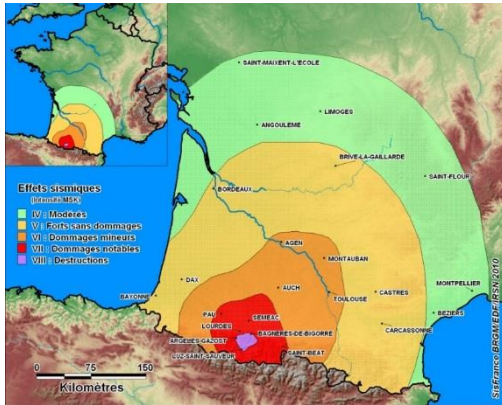 SAINT-MAIXENT-L'ECOLE
LIMOGES
ANGOULEME
BRIVE-LA-GAILLARDE
SAINT-FLOUR
BORDEAUX
Effets sismiques
(Intensité MSK)
IV : Modérés
V : Forts sans dommages
VI : Dommages mineurs
VII : Dommages notables
VIII : Destructions
AGEN
MONTAUBAN
DAX
AUCH
TOULOUSE
CASTRES
MONTPELLIER
BAYONNE
PAU
SEMEAC
BEZIERS
LOURDES
BAGNERES-DE-BIGORRE
CARCASSONNE
ARGELES-GAZOST
LUZ-SAINT-SAUVEUR
SAINT-BEAT
0 75 150
Kilomètres
SisFrance/BRGM/EDF/IRSN/2010